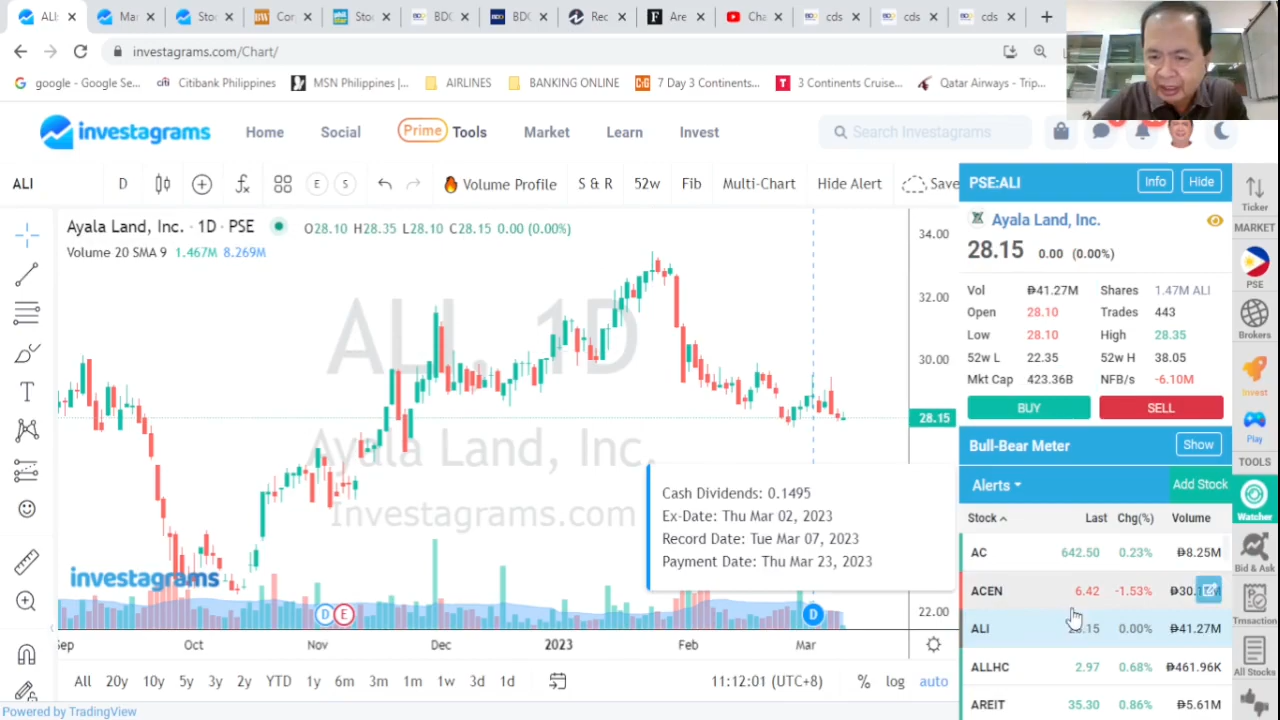 ALI:
Mar
Sto
Cor
Sto
BDC
BDC
Rec
Are
Cha
cds
cds
cds
investagrams.com/Chart/
google - Google Se...
Citibank Philippines
MSN Philippines |...
AIRLINES
BANKING ONLINE
7 Day 3 Continents...
3 Continents Cruise...
Qatar Airways - Trip...
investagrams
Home
Social
Prime Tools
Market
Learn
Invest
Search Investagrams
ALI
D
E
S
Volume Profile
S & R
52w
Fib
Multi-Chart
Hide Alert
Save
Ayala Land, Inc. · 1D · PSE
O28.10 H28.35 L28.10 C28.15 0.00 (0.00%)
Volume 20 SMA 9 1.467M 8.269M
ALI, 1D
Ayala Land, Inc.
Investagrams.com
investagrams
Cash Dividends: 0.1495
Ex-Date: Thu Mar 02, 2023
Record Date: Tue Mar 07, 2023
Payment Date: Thu Mar 23, 2023
D
E
D
34.00
32.00
30.00
28.15
22.00
Sep
Oct
Nov
Dec
2023
Feb
Mar
All
20y
10y
5y
3y
2y
YTD
1y
6m
3m
1m
1w
3d
1d
11:12:01 (UTC+8)
%
log
auto
Powered by TradingView
PSE:ALI
Info
Hide
Ayala Land, Inc.
28.15 0.00 (0.00%)
Vol ₱41.27M Shares 1.47M ALI
Open 28.10 Trades 443
Low 28.10 High 28.35
52w L 22.35 52w H 38.05
Mkt Cap 423.36B NFB/s -6.10M
BUY
SELL
Bull-Bear Meter
Show
Alerts
Add Stock
Stock Last Chg(%) Volume
AC 642.50 0.23% ₱8.25M
ACEN 6.42 -1.53%
ALI 0.00% ₱41.27M
ALLHC 2.97 0.68% ₱461.96K
AREIT 35.30 0.86% ₱5.61M
Ticker
MARKET
PSE
Brokers
Invest
Play
TOOLS
Watcher
Bid & Ask
Trnsaction
All Stocks